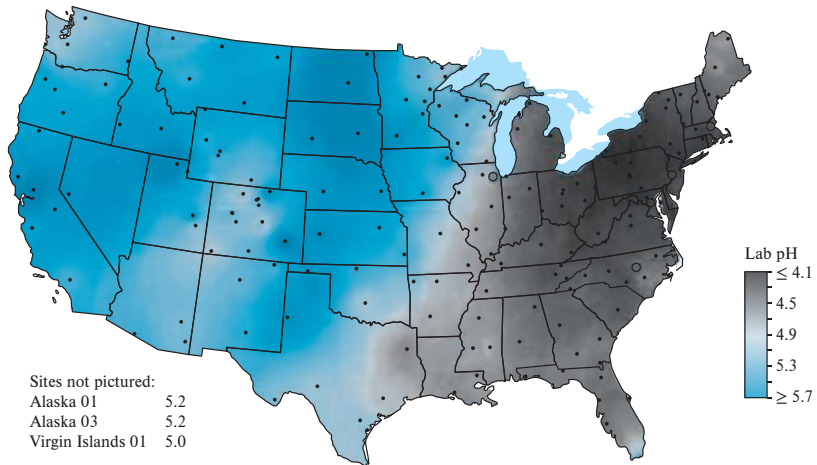 Lab pH
≤ 4.1
4.5
4.9
5.3
≥ 5.7
Sites not pictured:
Alaska 01 5.2
Alaska 03 5.2
Virgin Islands 01 5.0